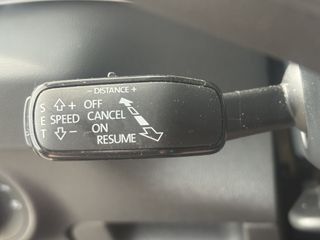 - DISTANCE +
S + OFF
E SPEED CANCEL
T - ON
RESUME